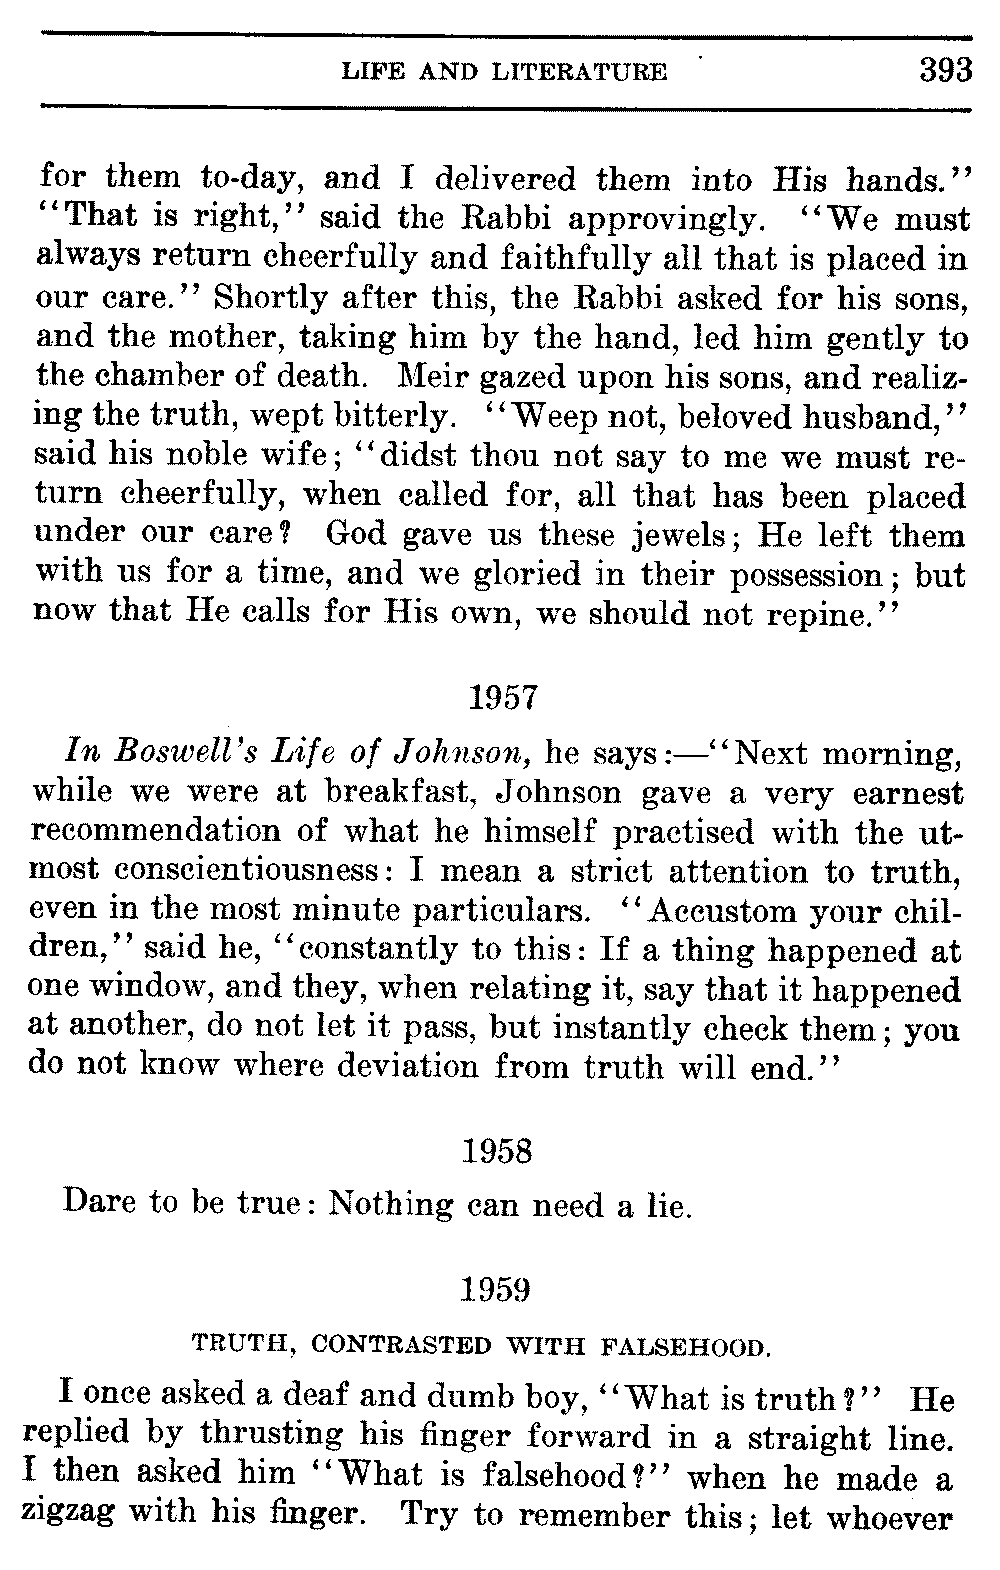 LIFE AND LITERATURE 393
for them to-day, and I delivered them into His hands."
"That is right," said the Rabbi approvingly. "We must
always return cheerfully and faithfully all that is placed in
our care." Shortly after this, the Rabbi asked for his sons,
and the mother, taking him by the hand, led him gently to
the chamber of death. Meir gazed upon his sons, and realiz-
ing the truth, wept bitterly. "Weep not, beloved husband,"
said his noble wife; "didst thou not say to me we must re-
turn cheerfully, when called for, all that has been placed
under our care? God gave us these jewels; He left them
with us for a time, and we gloried in their possession; but
now that He calls for His own, we should not repine."
1957
In Boswell's Life of Johnson, he says:—"Next morning,
while we were at breakfast, Johnson gave a very earnest
recommendation of what he himself practised with the ut-
most conscientiousness: I mean a strict attention to truth,
even in the most minute particulars. "Accustom your chil-
dren," said he, "constantly to this: If a thing happened at
one window, and they, when relating it, say that it happened
at another, do not let it pass, but instantly check them; you
do not know where deviation from truth will end."
1958
Dare to be true: Nothing can need a lie.
1959
TRUTH, CONTRASTED WITH FALSEHOOD.
I once asked a deaf and dumb boy, "What is truth?" He
replied by thrusting his finger forward in a straight line.
I then asked him "What is falsehood?" when he made a
zigzag with his finger. Try to remember this; let whoever